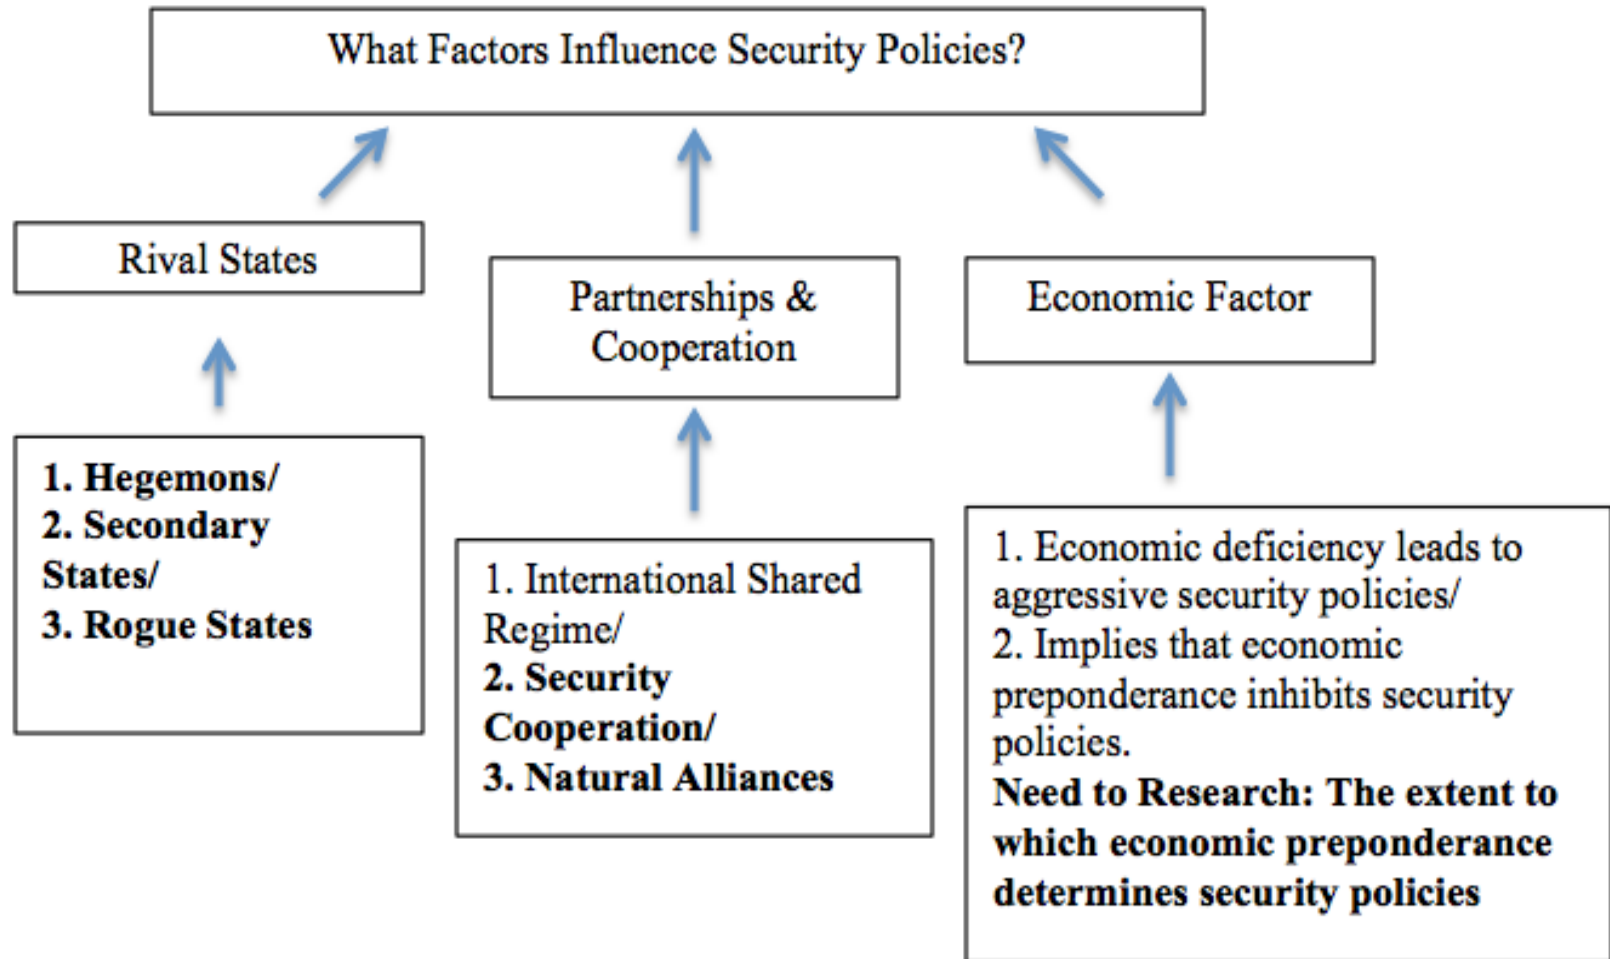 What Factors Influence Security Policies?
Rival States
Partnerships &
Cooperation
Economic Factor
1. Hegemons/
2. Secondary
States/
3. Rogue States
1. International Shared
Regime/
2. Security
Cooperation/
3. Natural Alliances
1. Economic deficiency leads to
aggressive security policies/
2. Implies that economic
preponderance inhibits security
policies.
Need to Research: The extent to
which economic preponderance
determines security policies